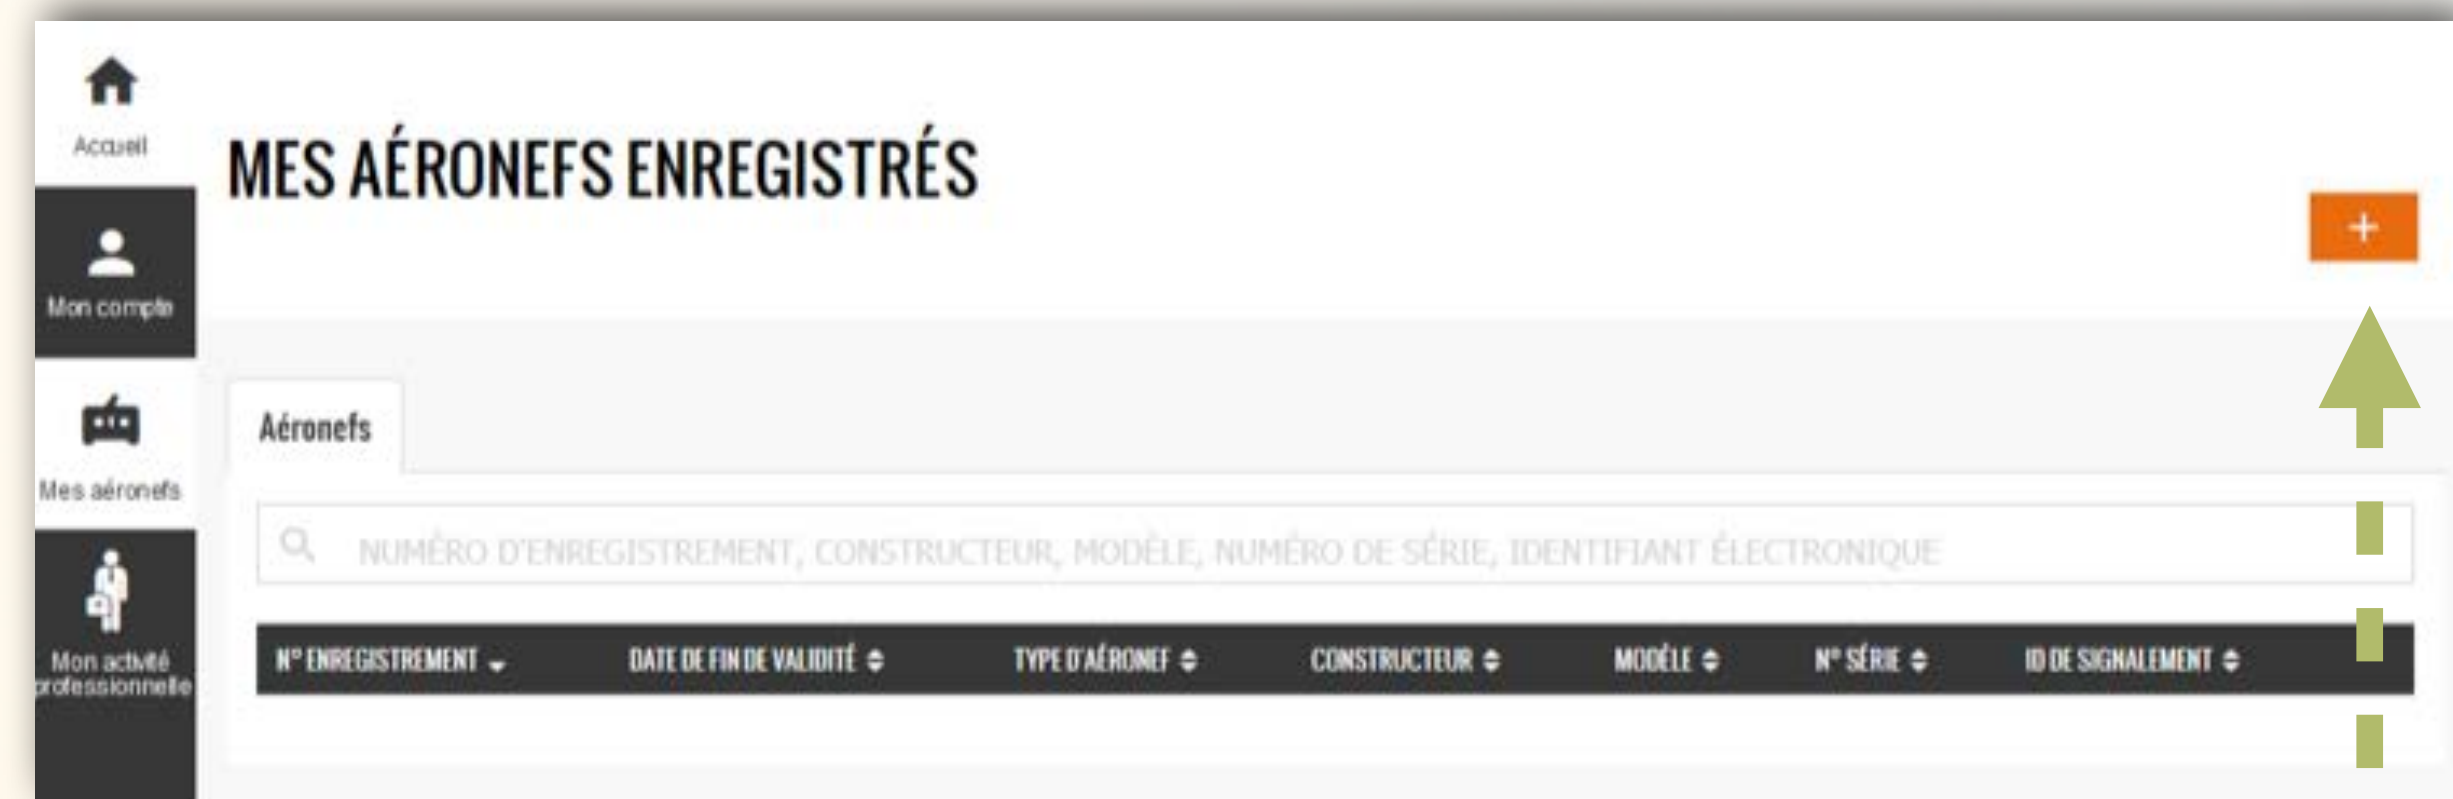 Accueil
MES AÉRONEFS ENREGISTRÉS
+
Mon compte
Mes aéronefs
Aéronefs
NUMÉRO D'ENREGISTREMENT, CONSTRUCTEUR, MODÈLE, NUMÉRO DE SÉRIE, IDENTIFIANT ÉLECTRONIQUE
Mon activité
professionnelle
N° ENREGISTREMENT DATE DE FIN DE VALIDITÉ TYPE D'AÉRONEF CONSTRUCTEUR MODÈLE N° SÉRIE ID DE SIGNALEMENT